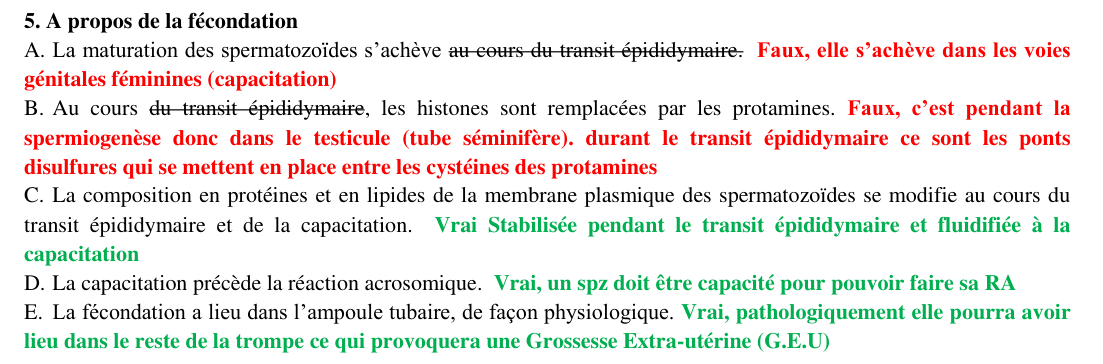 5. A propos de la fécondation
A. La maturation des spermatozoïdes s’achève au cours du transit épididymaire. Faux, elle s’achève dans les voies
génitales féminines (capacitation)
B. Au cours du transit épididymaire, les histones sont remplacées par les protamines. Faux, c’est pendant la
spermiogenèse donc dans le testicule (tube séminifère). durant le transit épididymaire ce sont les ponts
disulfures qui se mettent en place entre les cystéines des protamines
C. La composition en protéines et en lipides de la membrane plasmique des spermatozoïdes se modifie au cours du
transit épididymaire et de la capacitation. Vrai Stabilisée pendant le transit épididymaire et fluidifiée à la
capacitation
D. La capacitation précède la réaction acrosomique. Vrai, un spz doit être capacité pour pouvoir faire sa RA
E. La fécondation a lieu dans l’ampoule tubaire, de façon physiologique. Vrai, pathologiquement elle pourra avoir
lieu dans le reste de la trompe ce qui provoquera une Grossesse Extra-utérine (G.E.U)